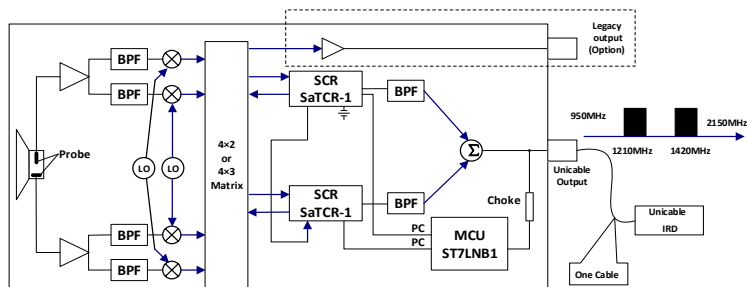 Legacy
output
(Option)
BPF
BPF
SCR
SaTCR-1
BPF
950MHz
2150MHz
1210MHz
1420MHz
4×2
or
4×3
Matrix
Probe
LO
LO
Σ
Unicable
Output
SCR
SaTCR-1
BPF
Choke
BPF
BPF
PC
PC
MCU
ST7LNB1
Unicable
IRD
One Cable